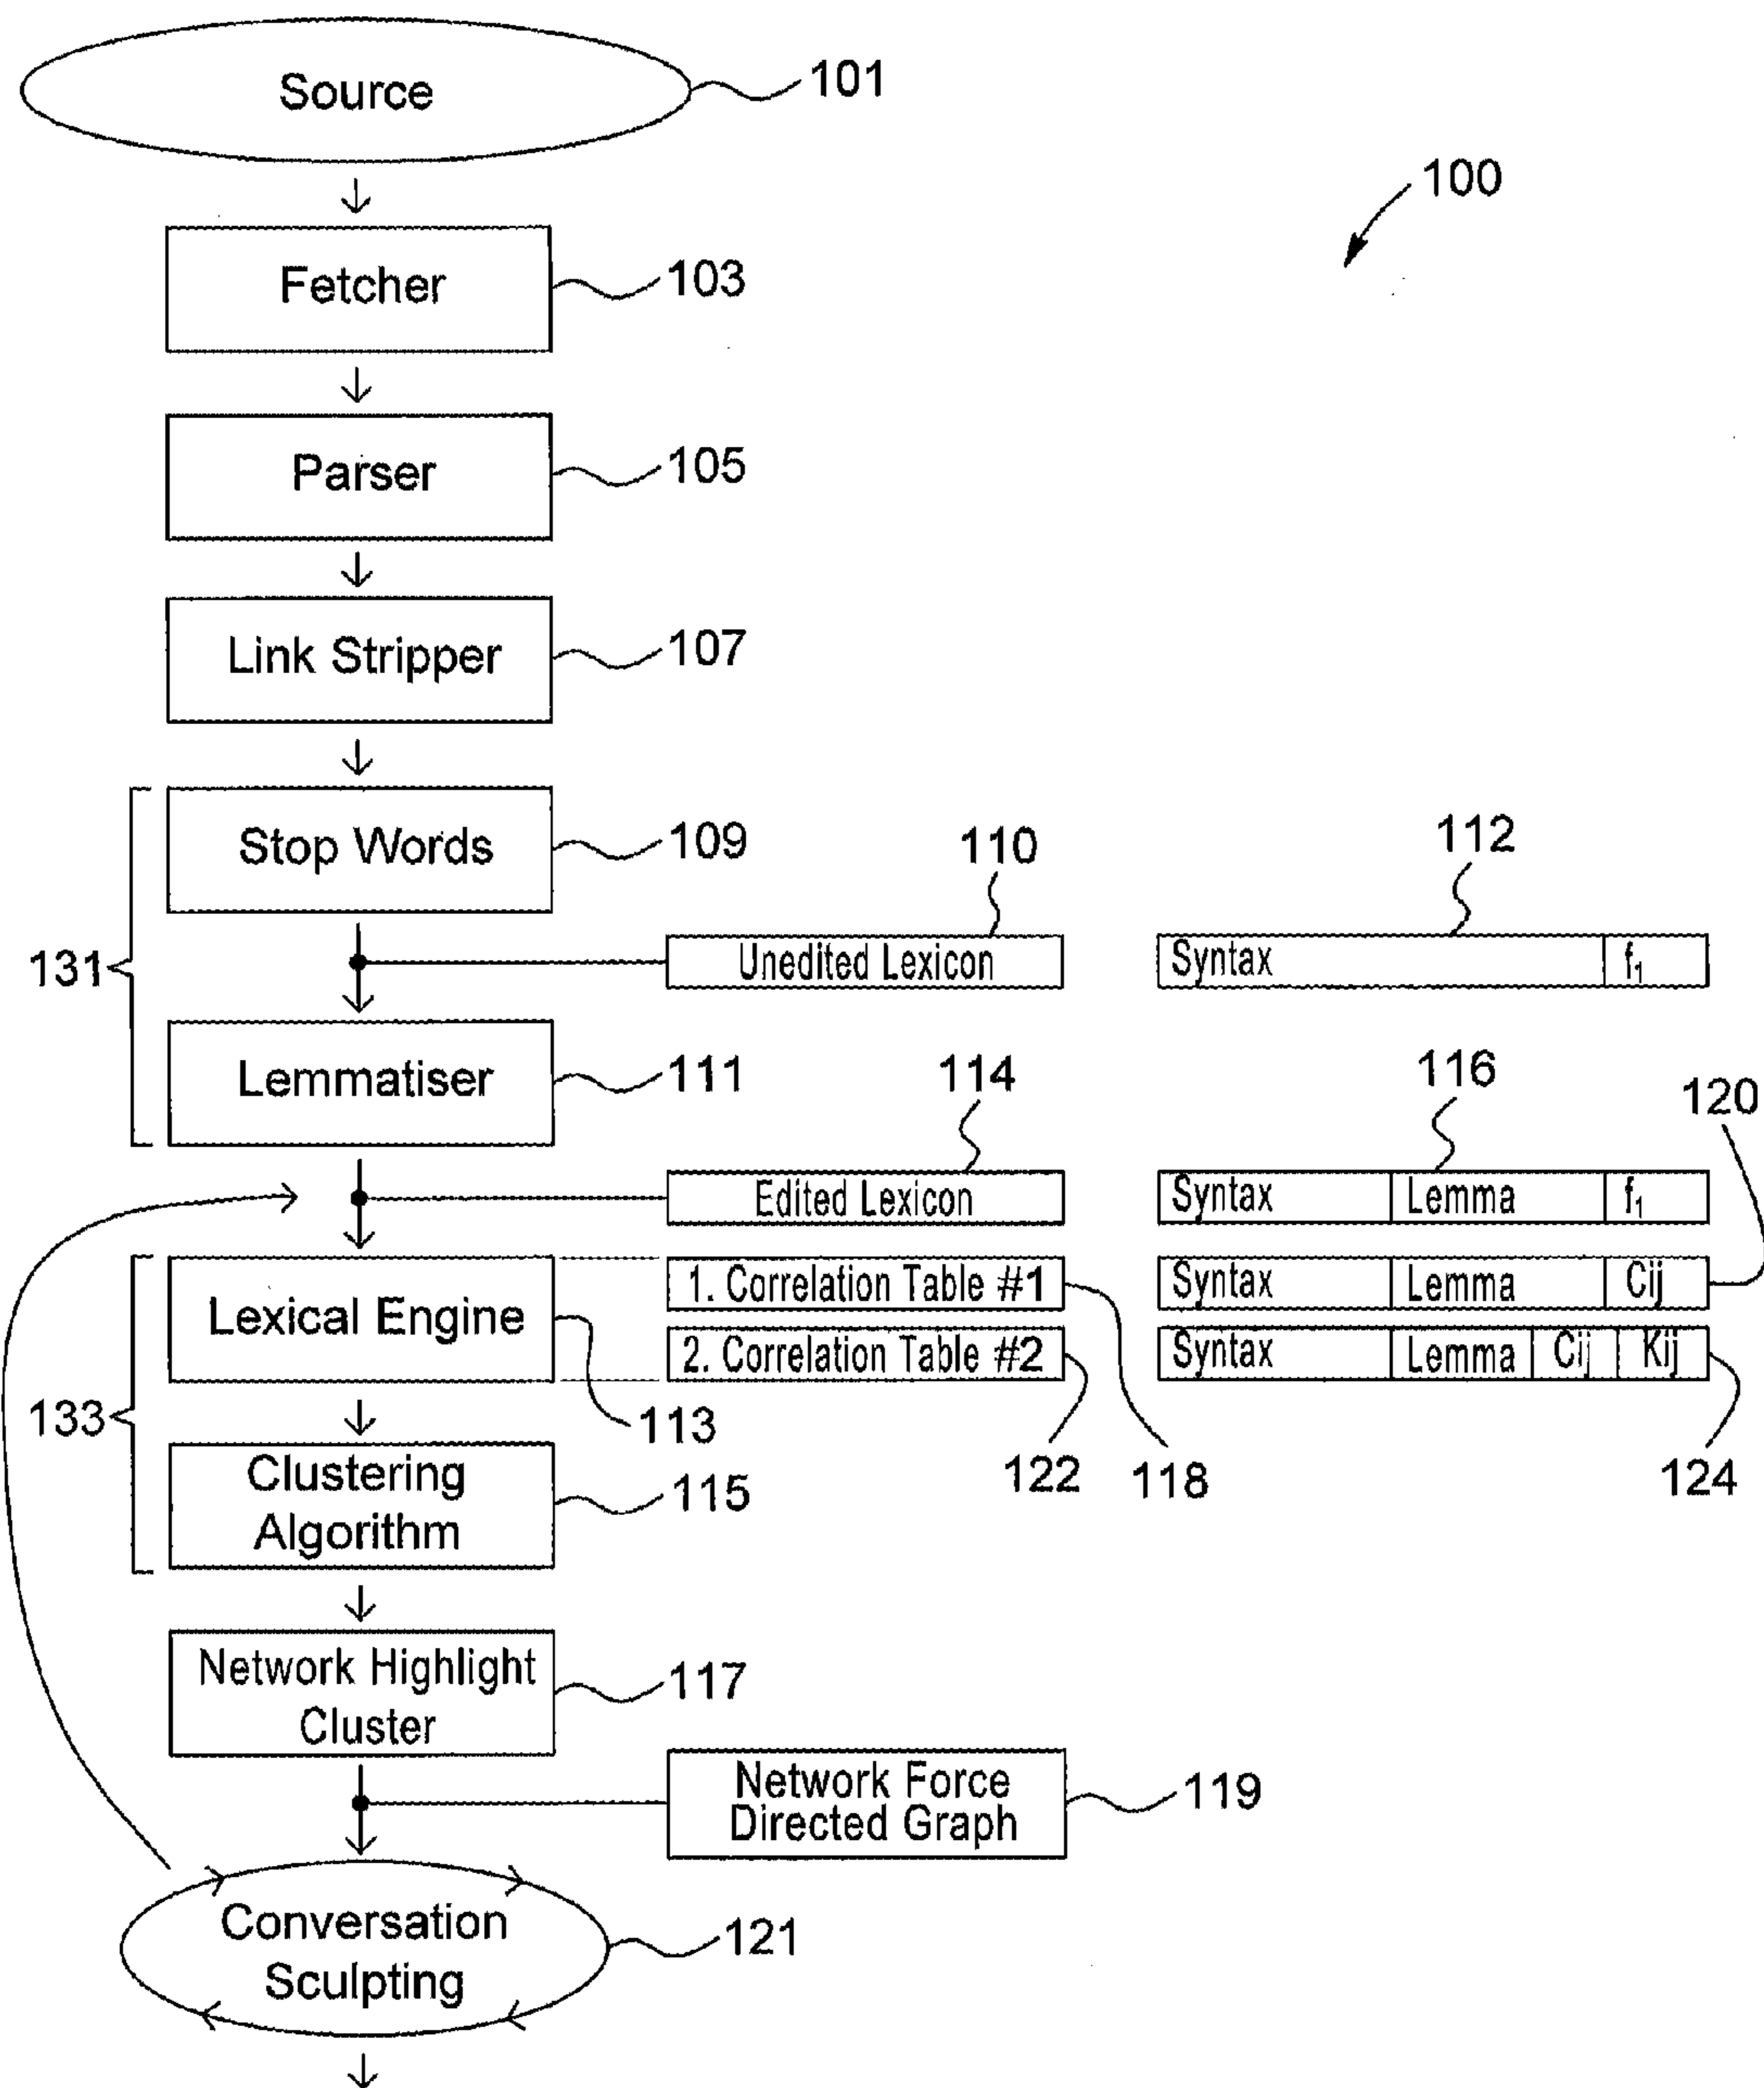 Source
101
100
Fetcher
103
Parser
105
Link Stripper
107
Stop Words
109
110
112
131
Unedited Lexicon
Syntax f₁
Lemmatiser
111
114
116
120
Edited Lexicon
Syntax Lemma f₁
Lexical Engine
1. Correlation Table #1
Syntax Lemma Cij
2. Correlation Table #2
Syntax Lemma Cij Kij
133
113
122
118
124
Clustering
Algorithm
115
Network Highlight
Cluster
117
Network Force
Directed Graph
119
Conversation
Sculpting
121